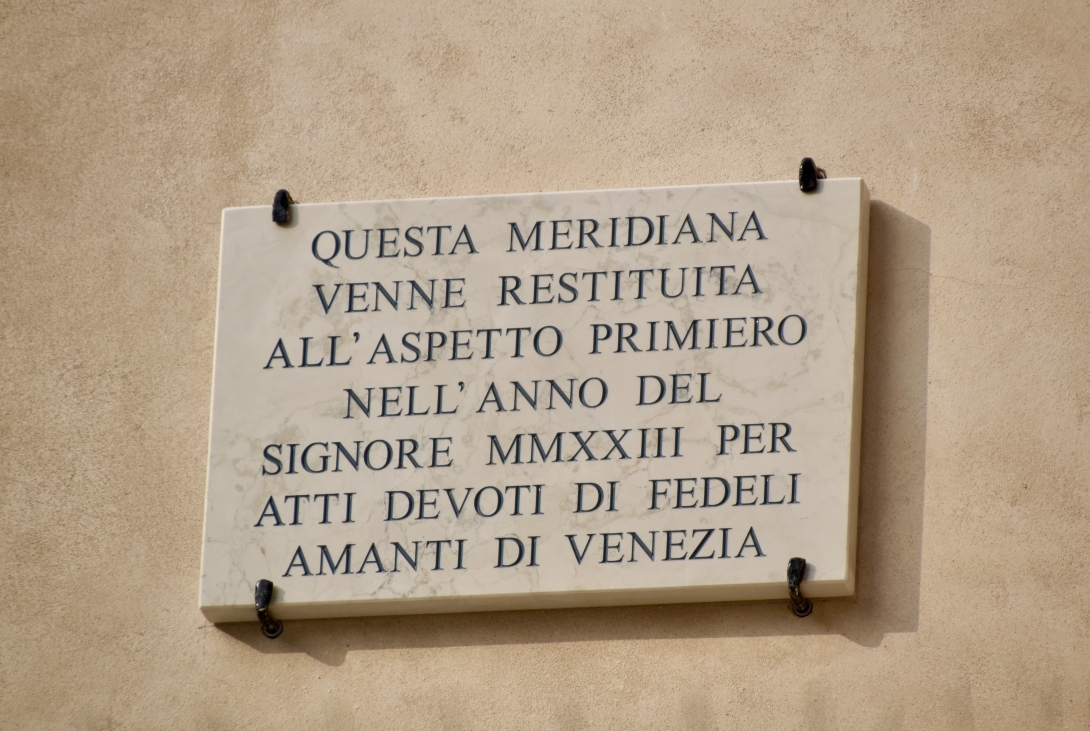 QUESTA MERIDIANA
VENNE RESTITUITA
ALL'ASPETTO PRIMIERO
NELL'ANNO DEL
SIGNORE MMXXIII PER
ATTI DEVOTI DI FEDELI
AMANTI DI VENEZIA